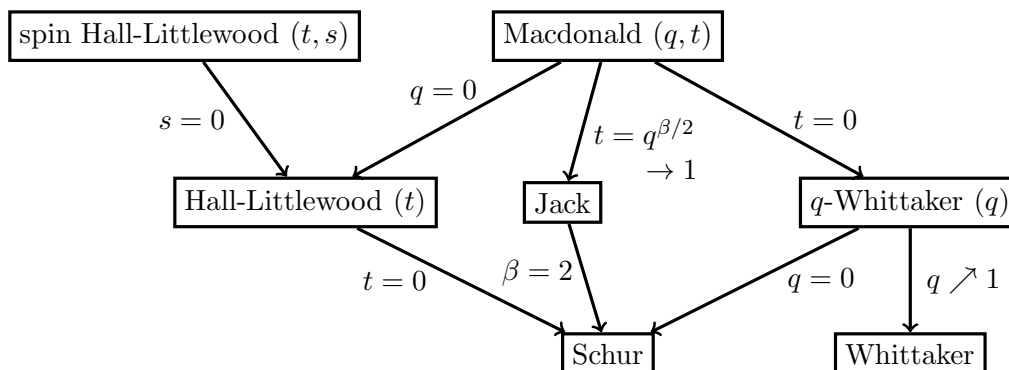 spin Hall-Littlewood (t, s)
Macdonald (q, t)
s = 0
q = 0
t = q^{β/2}
→ 1
t = 0
Hall-Littlewood (t)
Jack
q-Whittaker (q)
t = 0
β = 2
q = 0
q ↗ 1
Schur
Whittaker